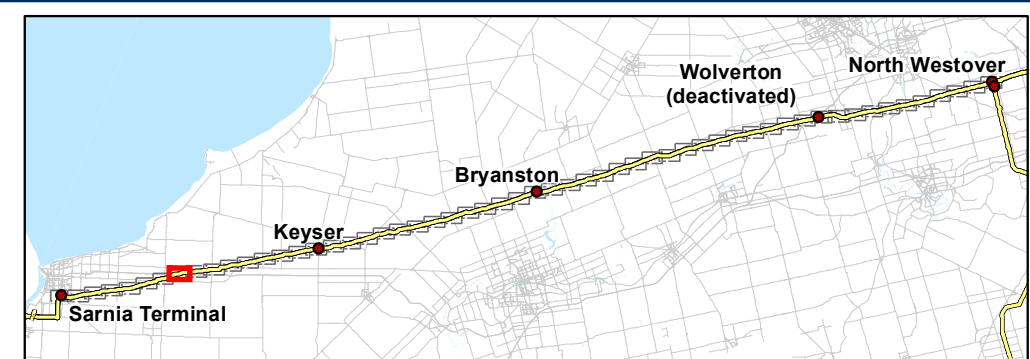 Wolverton
(deactivated)
North Westover
Bryanston
Keyser
Sarnia Terminal